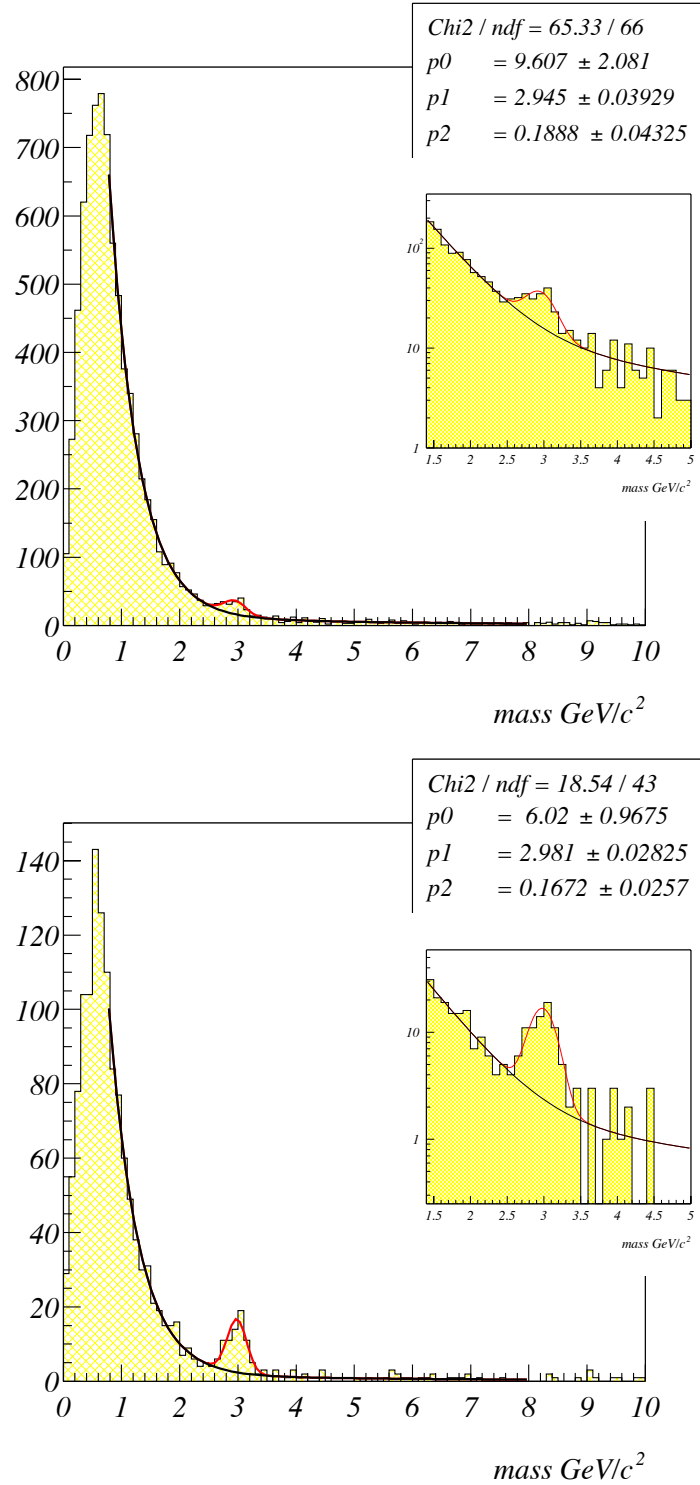 Chi2 / ndf = 65.33 / 66
p0 = 9.607 ± 2.081
p1 = 2.945 ± 0.03929
p2 = 0.1888 ± 0.04325
800
700
600
500
400
300
200
100
0
0 1 2 3 4 5 6 7 8 9 10
mass GeV/c²
10²
10
1
1.5 2 2.5 3 3.5 4 4.5 5
mass GeV/c²
Chi2 / ndf = 18.54 / 43
p0 = 6.02 ± 0.9675
p1 = 2.981 ± 0.02825
p2 = 0.1672 ± 0.0257
140
120
100
80
60
40
20
0
0 1 2 3 4 5 6 7 8 9 10
mass GeV/c²
10
1
1.5 2 2.5 3 3.5 4 4.5 5
mass GeV/c²